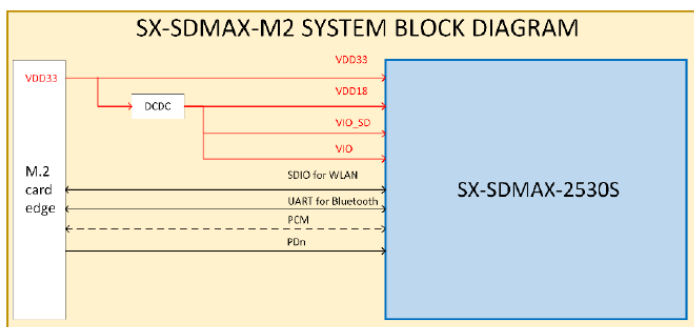 SX-SDMAX-M2 SYSTEM BLOCK DIAGRAM
VDD33
VDD33
VDD18
DCDC
VIO_SD
VIO
M.2
card
edge
SDIO for WLAN
UART for Bluetooth
PCM
PDn
SX-SDMAX-2530S